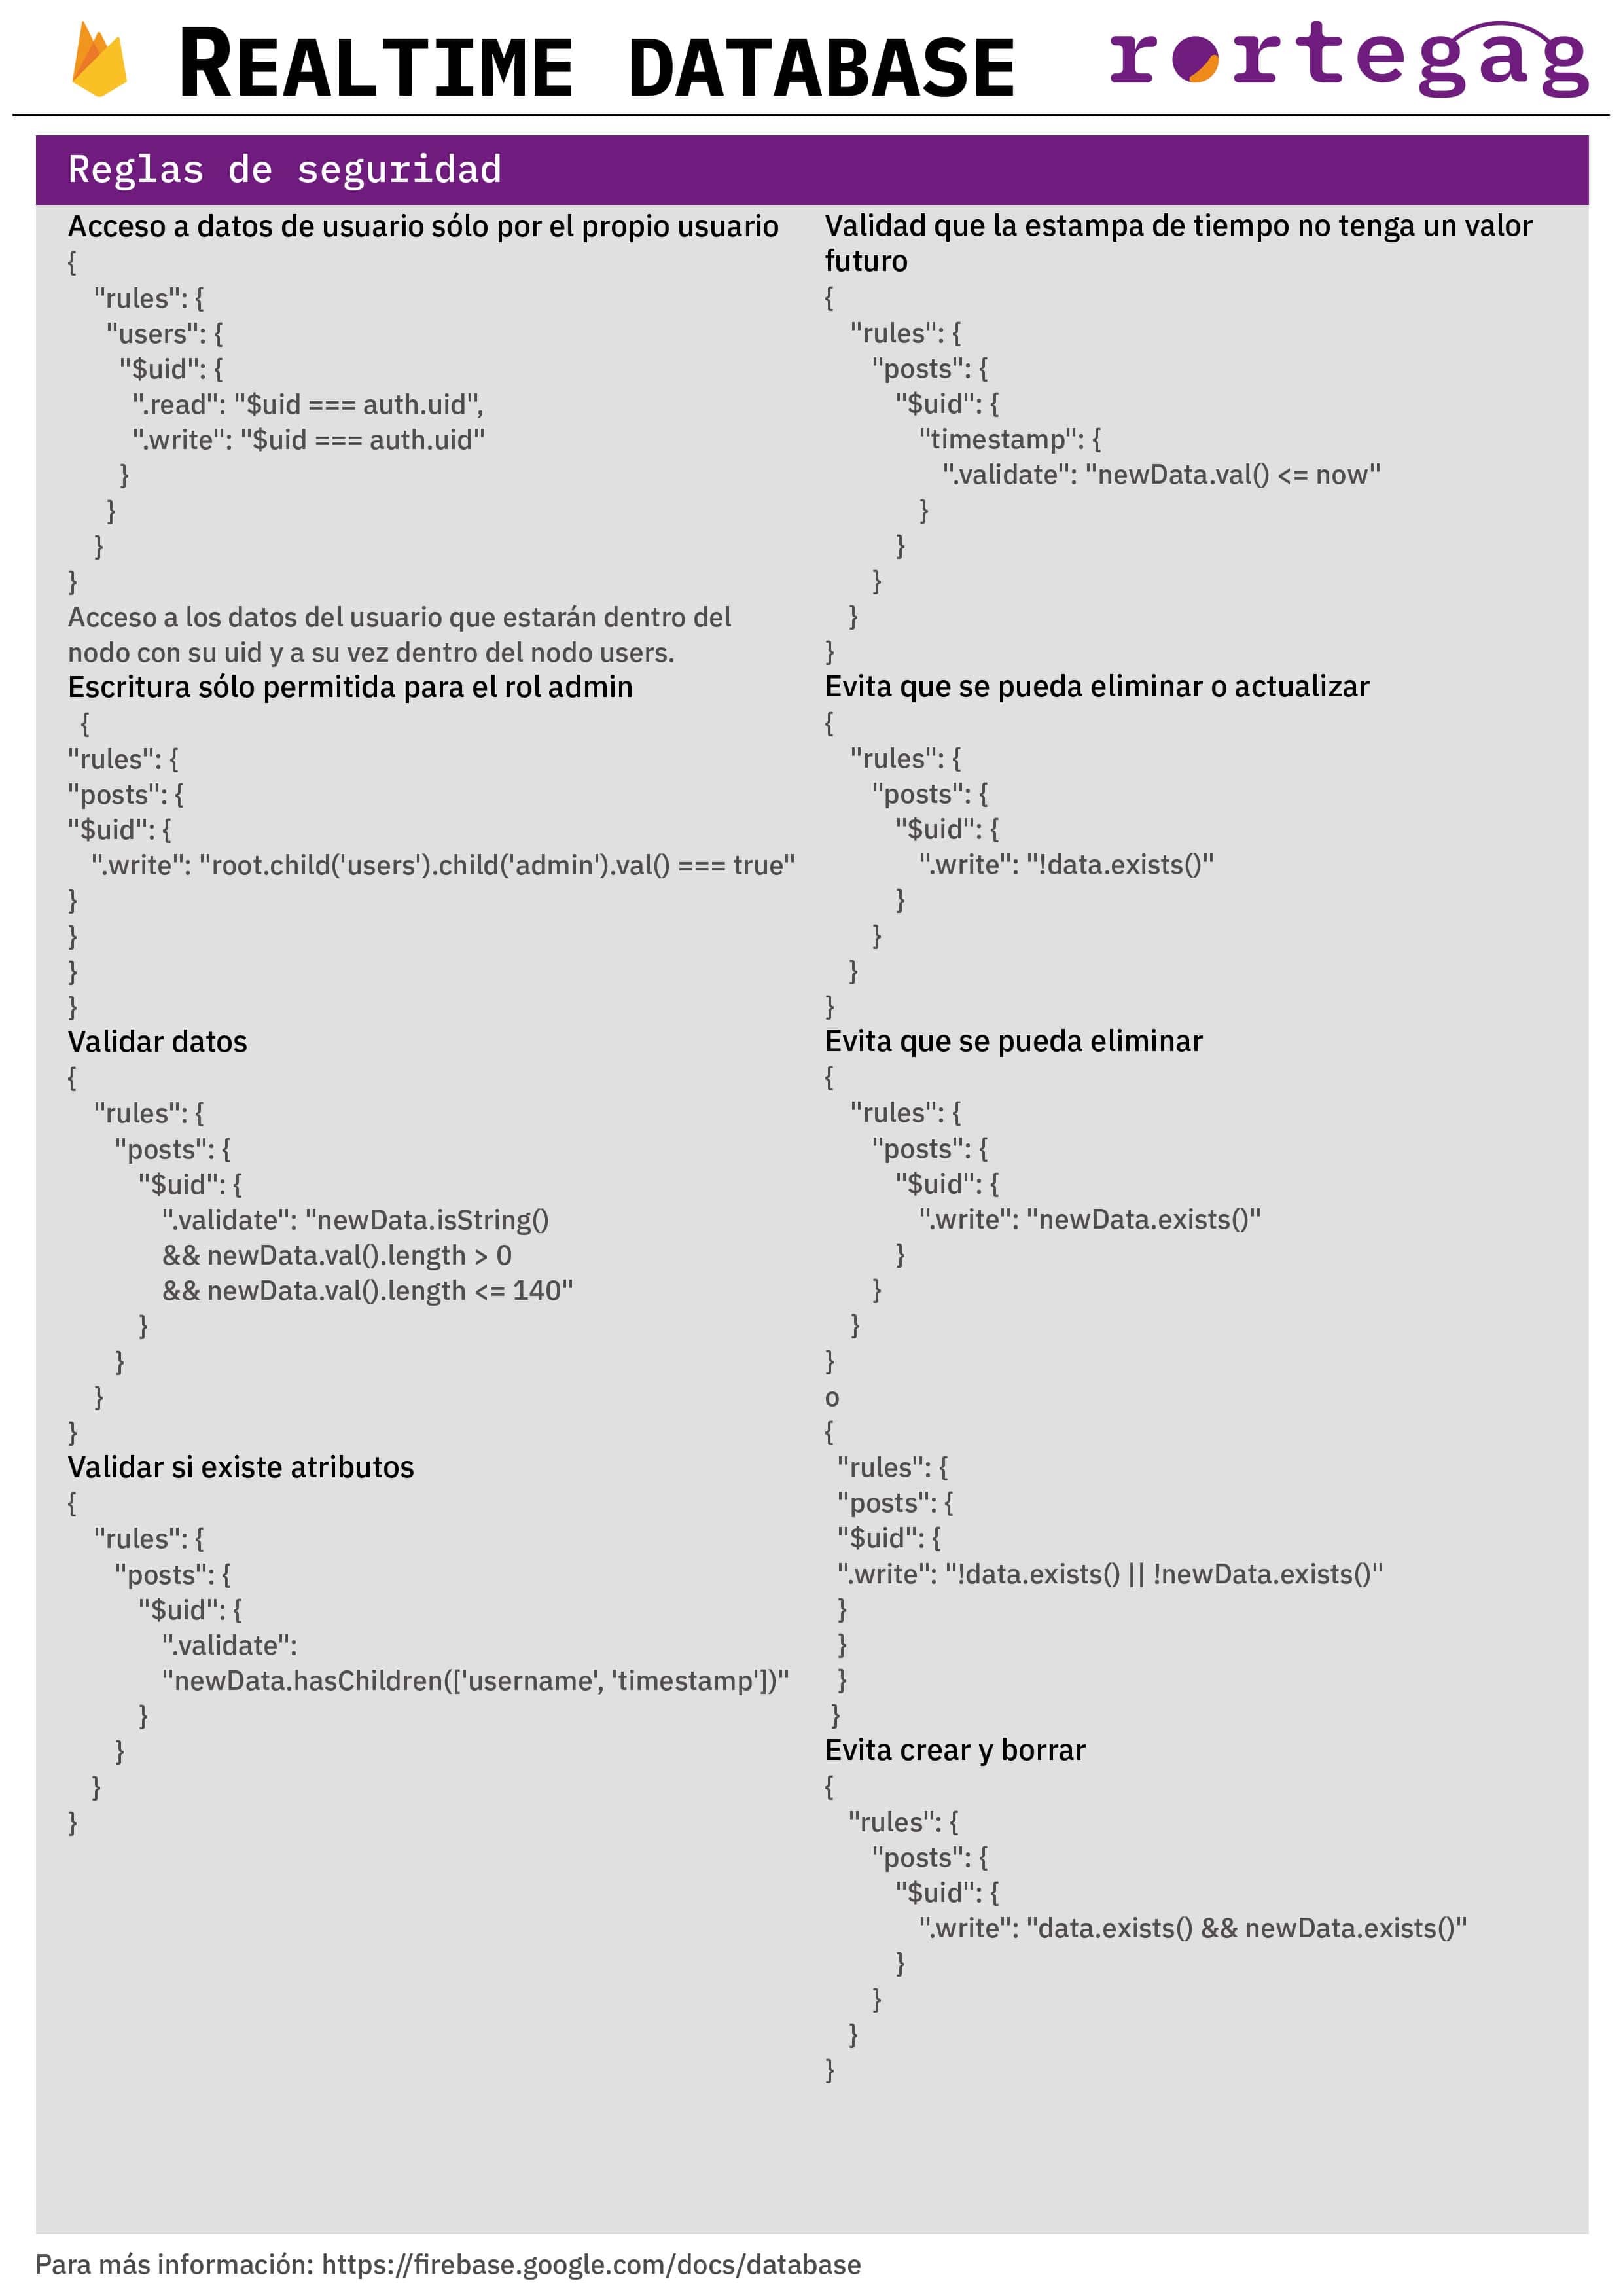 REALTIME DATABASE
rortegag
Reglas de seguridad
Acceso a datos de usuario sólo por el propio usuario
{
"rules": {
"users": {
"$uid": {
".read": "$uid === auth.uid",
".write": "$uid === auth.uid"
}
}
}
}
Acceso a los datos del usuario que estarán dentro del
nodo con su uid y a su vez dentro del nodo users.
Escritura sólo permitida para el rol admin
{
"rules": {
"posts": {
"$uid": {
".write": "root.child('users').child('admin').val() === true"
}
}
}
}
Validar datos
{
"rules": {
"posts": {
"$uid": {
".validate": "newData.isString()
&& newData.val().length > 0
&& newData.val().length <= 140"
}
}
}
}
Validar si existe atributos
{
"rules": {
"posts": {
"$uid": {
".validate":
"newData.hasChildren(['username', 'timestamp'])"
}
}
}
}
Validad que la estampa de tiempo no tenga un valor
futuro
{
"rules": {
"posts": {
"$uid": {
"timestamp": {
".validate": "newData.val() <= now"
}
}
}
}
}
Evita que se pueda eliminar o actualizar
{
"rules": {
"posts": {
"$uid": {
".write": "!data.exists()"
}
}
}
}
Evita que se pueda eliminar
{
"rules": {
"posts": {
"$uid": {
".write": "newData.exists()"
}
}
}
}
o
{
"rules": {
"posts": {
"$uid": {
".write": "!data.exists() || !newData.exists()"
}
}
}
}
Evita crear y borrar
{
"rules": {
"posts": {
"$uid": {
".write": "data.exists() && newData.exists()"
}
}
}
}
Para más información: https://firebase.google.com/docs/database